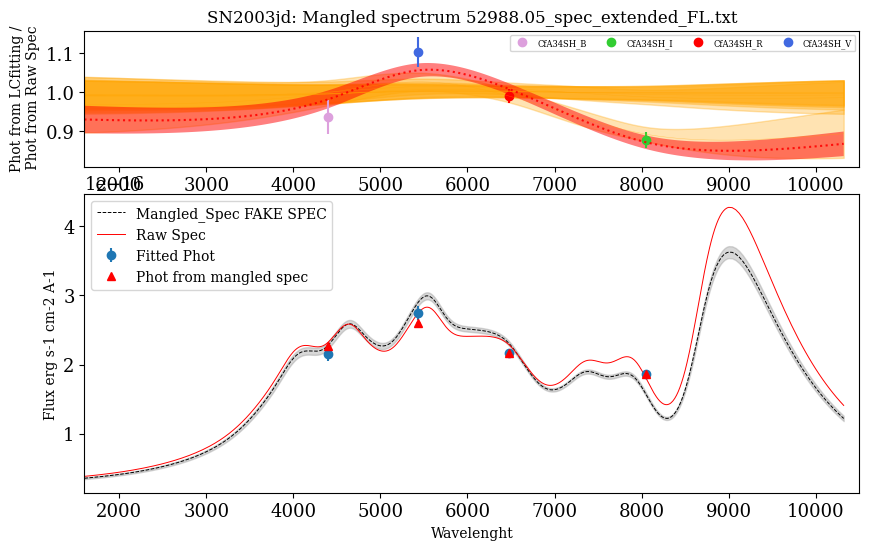 SN2003jd: Mangled spectrum 52988.05_spec_extended_FL.txt
Phot from LCfitting /
Phot from Raw Spec
1.1
1.0
0.9
CfA34SH_B CfA34SH_I CfA34SH_R CfA34SH_V
2000 3000 4000 5000 6000 7000 8000 9000 10000
Mangled_Spec FAKE SPEC
Raw Spec
Fitted Phot
Phot from mangled spec
Flux erg s-1 cm-2 A-1
4
3
2
1
2000 3000 4000 5000 6000 7000 8000 9000 10000
Wavelenght